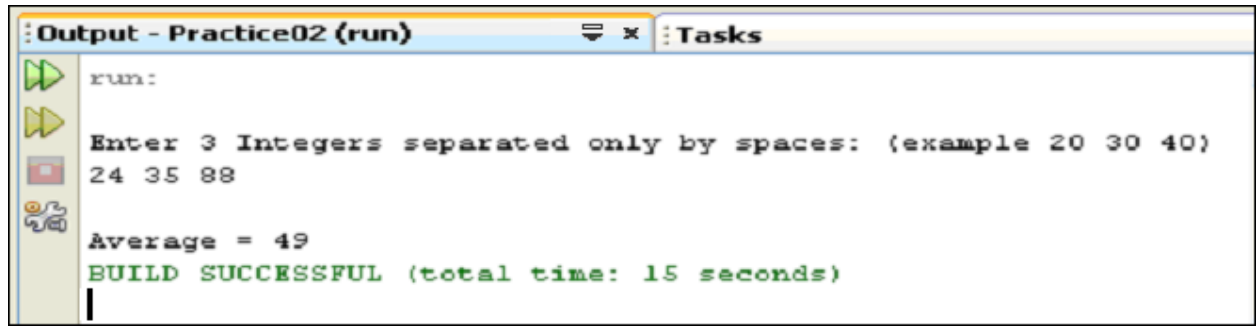 Output - Practice02 (run) Tasks
run:
Enter 3 Integers separated only by spaces: (example 20 30 40)
24 35 88
Average = 49
BUILD SUCCESSFUL (total time: 15 seconds)